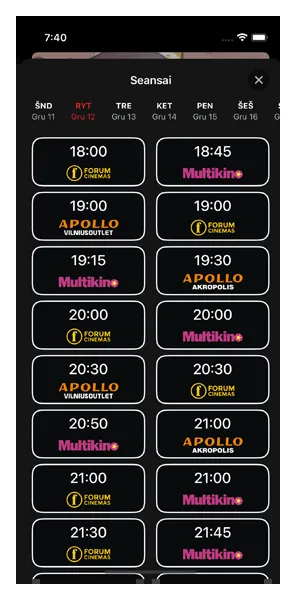 7:40
Seansai
ŠND RYT TRE KET PEN ŠEŠ
Gru 11 Gru 12 Gru 13 Gru 14 Gru 15 Gru 16
18:00 18:45
FORUM CINEMAS Multikino
19:00 19:00
APOLLO VILNIUSOUTLET FORUM CINEMAS
19:15 19:30
Multikino APOLLO AKROPOLIS
20:00 20:00
FORUM CINEMAS Multikino
20:30 20:30
APOLLO VILNIUSOUTLET FORUM CINEMAS
20:50 21:00
Multikino APOLLO AKROPOLIS
21:00 21:00
FORUM CINEMAS Multikino
21:30 21:45
FORUM CINEMAS Multikino